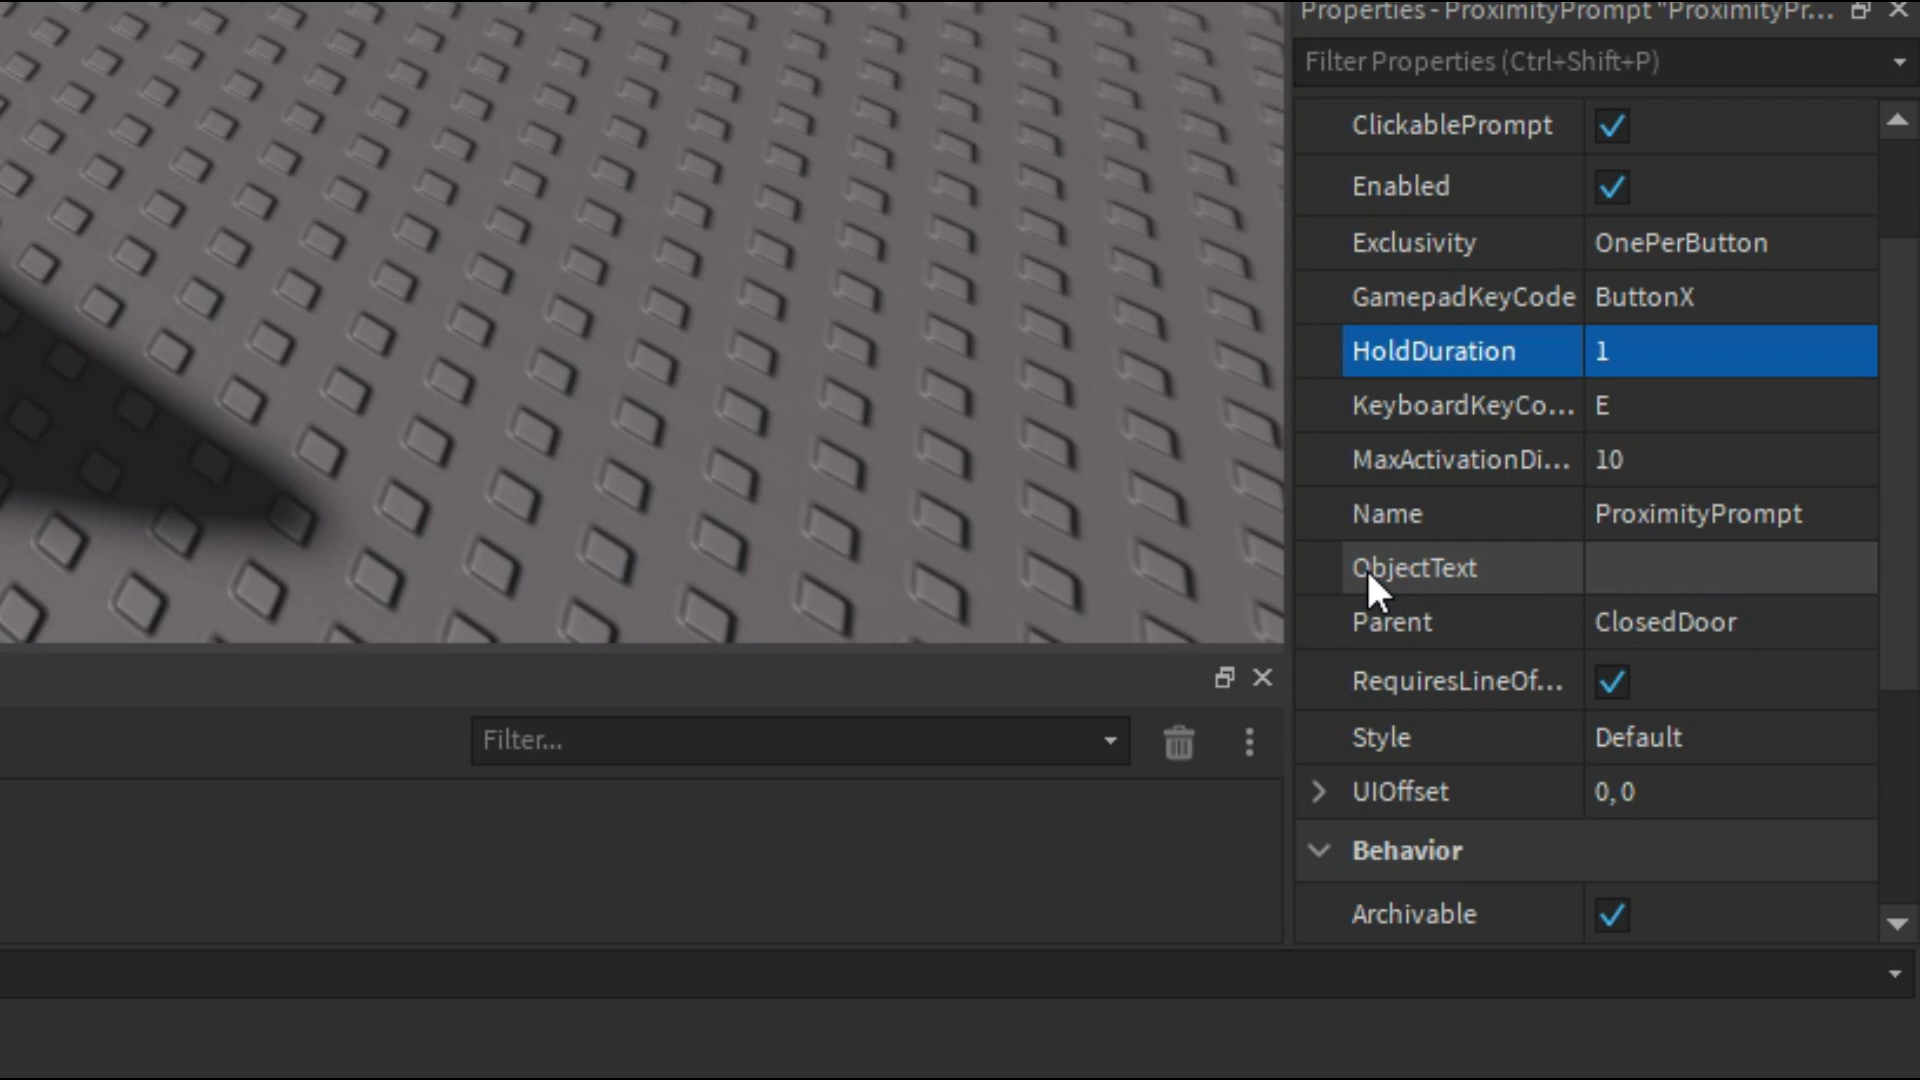 Properties - ProximityPrompt "ProximityPr...
Filter Properties (Ctrl+Shift+P)
ClickablePrompt
Enabled
Exclusivity OnePerButton
GamepadKeyCode ButtonX
HoldDuration 1
KeyboardKeyCo... E
MaxActivationDi... 10
Name ProximityPrompt
ObjectText
Parent ClosedDoor
RequiresLineOf...
Style Default
UIOffset 0, 0
Behavior
Archivable
Filter...